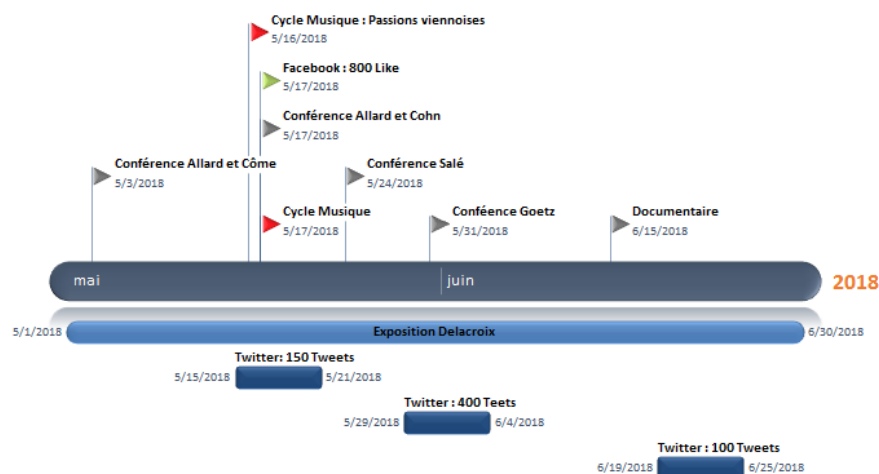 Cycle Musique : Passions viennoises
5/16/2018
Facebook : 800 Like
5/17/2018
Conférence Allard et Cohn
5/17/2018
Conférence Allard et Côme
5/3/2018
Conférence Salé
5/24/2018
Cycle Musique
5/17/2018
Conféence Goetz
5/31/2018
Documentaire
6/15/2018
mai
juin
2018
5/1/2018
Exposition Delacroix
6/30/2018
Twitter: 150 Tweets
5/15/2018
5/21/2018
Twitter : 400 Teets
5/29/2018
6/4/2018
Twitter : 100 Tweets
6/19/2018
6/25/2018